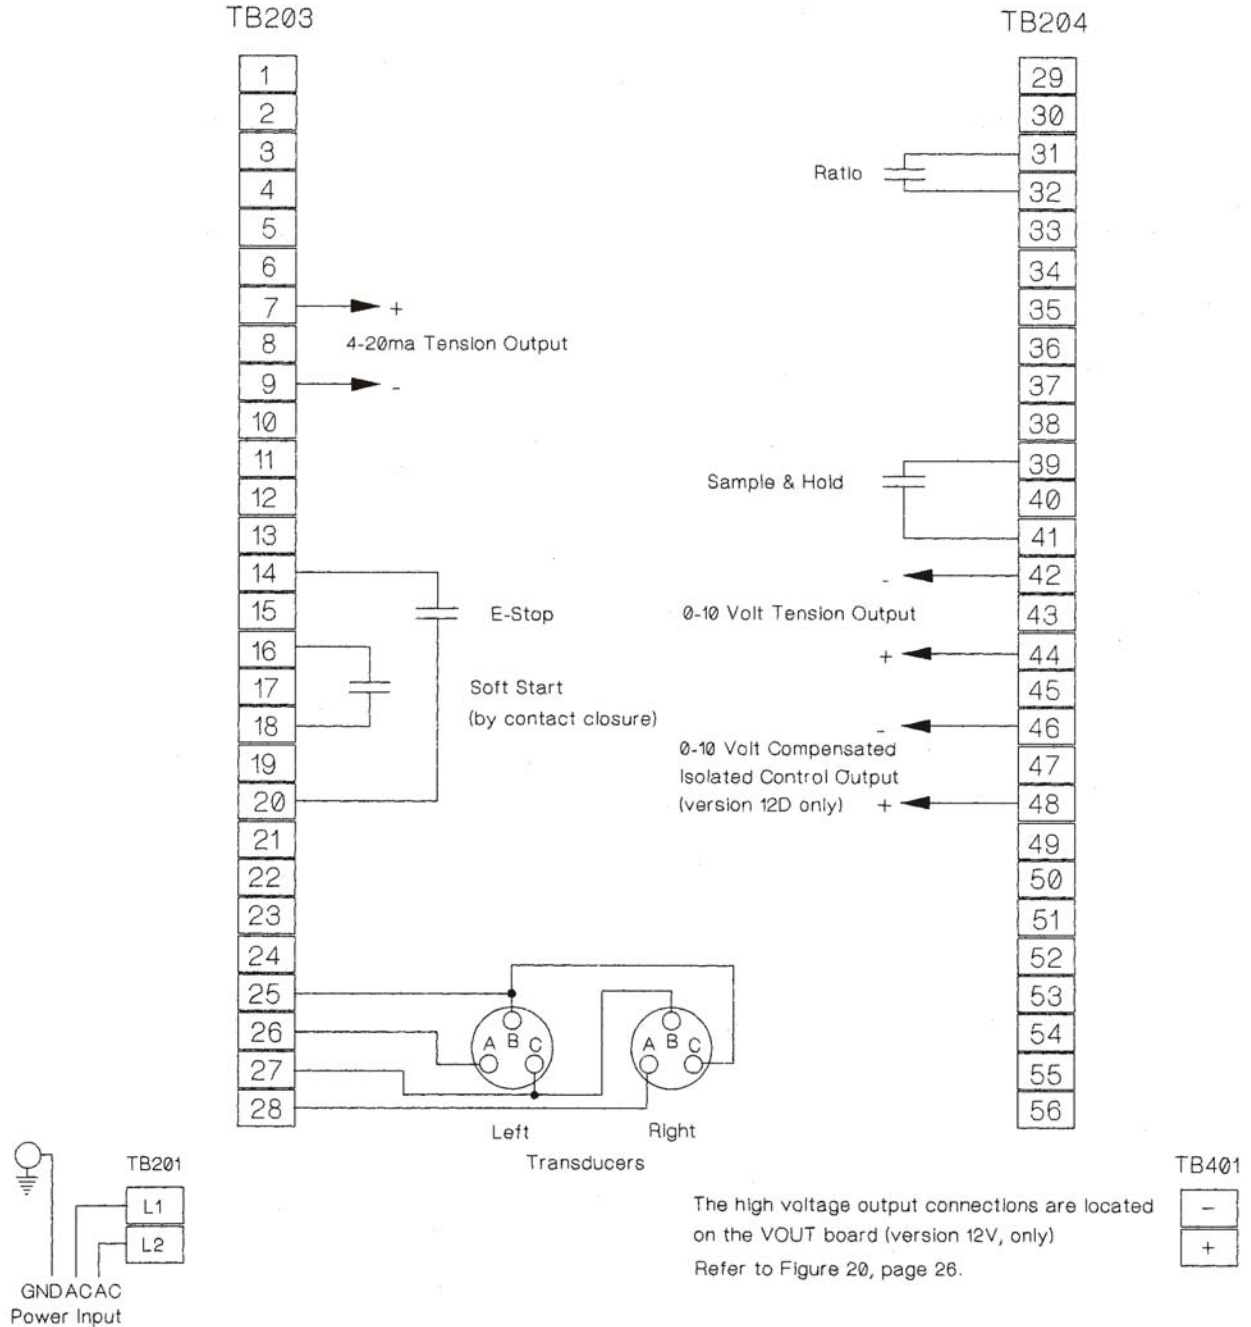 TB203
TB204
1
2
3
4
5
6
7
8
9
10
11
12
13
14
15
16
17
18
19
20
21
22
23
24
25
26
27
28
+
4-20ma Tension Output
-
E-Stop
Soft Start
(by contact closure)
A B C
A B C
Left
Right
Transducers
29
30
31
32
33
34
35
36
37
38
39
40
41
42
43
44
45
46
47
48
49
50
51
52
53
54
55
56
Ratio
Sample & Hold
-
0-10 Volt Tension Output
+
-
0-10 Volt Compensated
Isolated Control Output
(version 12D only) +
TB201
L1
L2
GND AC AC
Power Input
The high voltage output connections are located
on the VOUT board (version 12V, only)
Refer to Figure 20, page 26.
TB401
-
+